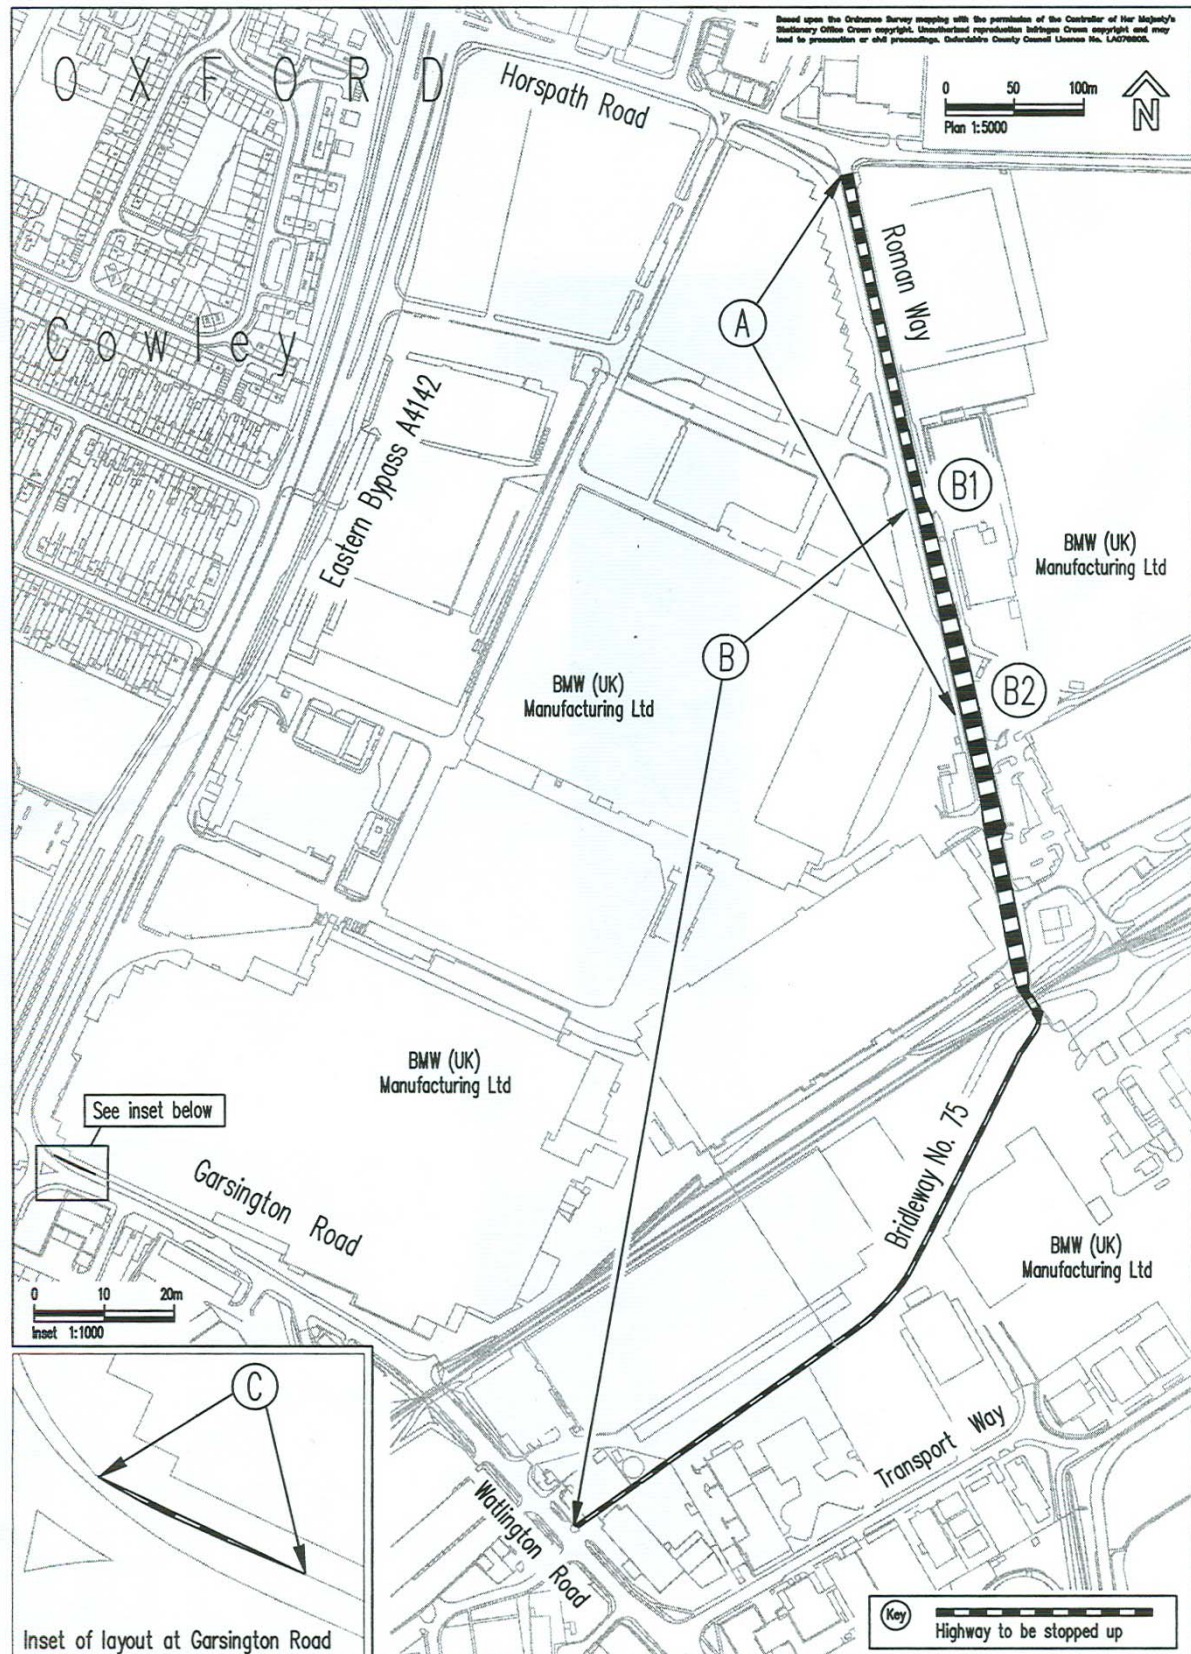 Based upon the Ordnance Survey mapping with the permission of the Controller of Her Majesty's
Stationery Office Crown copyright. Unauthorized reproduction infringes Crown copyright and may
lead to prosecution or civil proceedings. Oxfordshire County Council Licence No.
OXFORD
Horspath Road
0 50 100m
Plan 1:5000
N
Roman Way
A
Cowley
Eastern Bypass A4142
B1
BMW (UK)
Manufacturing Ltd
B
B2
BMW (UK)
Manufacturing Ltd
BMW (UK)
Manufacturing Ltd
See inset below
Bridleway No. 75
Garsington Road
BMW (UK)
Manufacturing Ltd
0 10 20m
Inset 1:1000
C
Transport Way
Watlington Road
Key
Highway to be stopped up
Inset of layout at Garsington Road